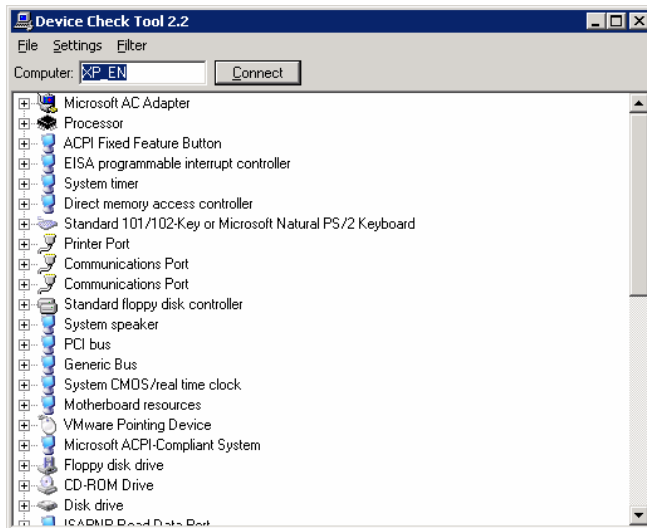 Device Check Tool 2.2
File Settings Filter
Computer: XP_EN Connect
Microsoft AC Adapter
Processor
ACPI Fixed Feature Button
EISA programmable interrupt controller
System timer
Direct memory access controller
Standard 101/102-Key or Microsoft Natural PS/2 Keyboard
Printer Port
Communications Port
Communications Port
Standard floppy disk controller
System speaker
PCI bus
Generic Bus
System CMOS/real time clock
Motherboard resources
VMware Pointing Device
Microsoft ACPI-Compliant System
Floppy disk drive
CD-ROM Drive
Disk drive
ISAPNP Read Data Port